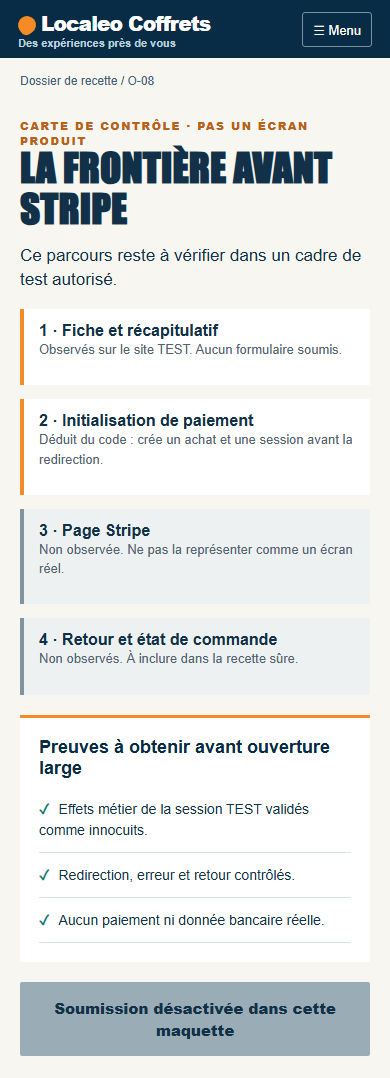 Localeo Coffrets
Des expériences près de vous
☰ Menu
Dossier de recette / O-08
CARTE DE CONTRÔLE · PAS UN ÉCRAN
PRODUIT
LA FRONTIÈRE AVANT
STRIPE
Ce parcours reste à vérifier dans un cadre de
test autorisé.
1 · Fiche et récapitulatif
Observés sur le site TEST. Aucun formulaire soumis.
2 · Initialisation de paiement
Déduit du code : crée un achat et une session avant la
redirection.
3 · Page Stripe
Non observée. Ne pas la représenter comme un écran
réel.
4 · Retour et état de commande
Non observés. À inclure dans la recette sûre.
Preuves à obtenir avant ouverture
large
✓ Effets métier de la session TEST validés
comme innocuits.
✓ Redirection, erreur et retour contrôlés.
✓ Aucun paiement ni donnée bancaire réelle.
Soumission désactivée dans cette
maquette